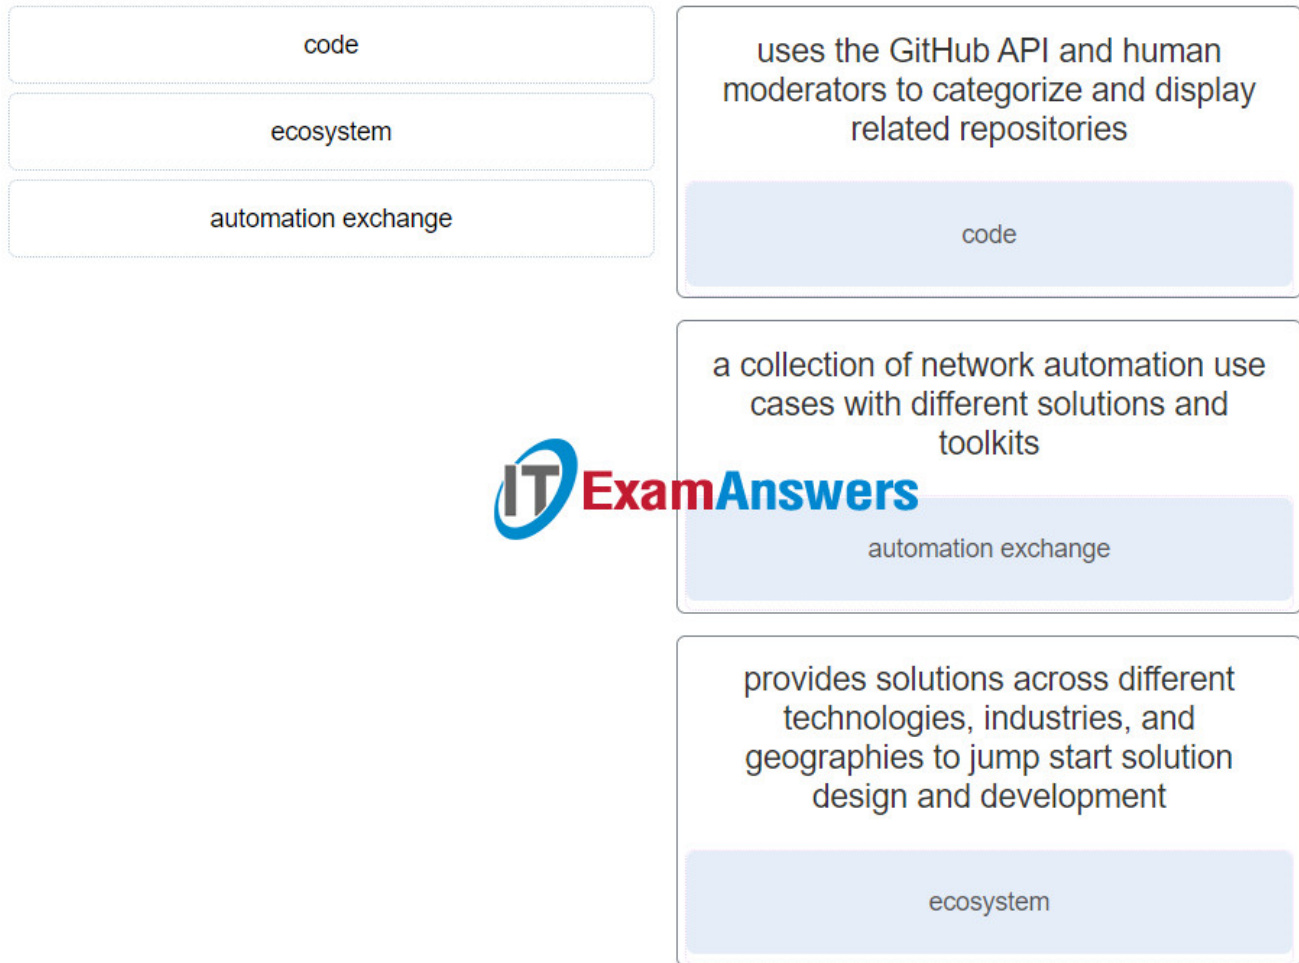 code
ecosystem
automation exchange
uses the GitHub API and human
moderators to categorize and display
related repositories
code
a collection of network automation use
cases with different solutions and
toolkits
IT ExamAnswers
automation exchange
provides solutions across different
technologies, industries, and
geographies to jump start solution
design and development
ecosystem